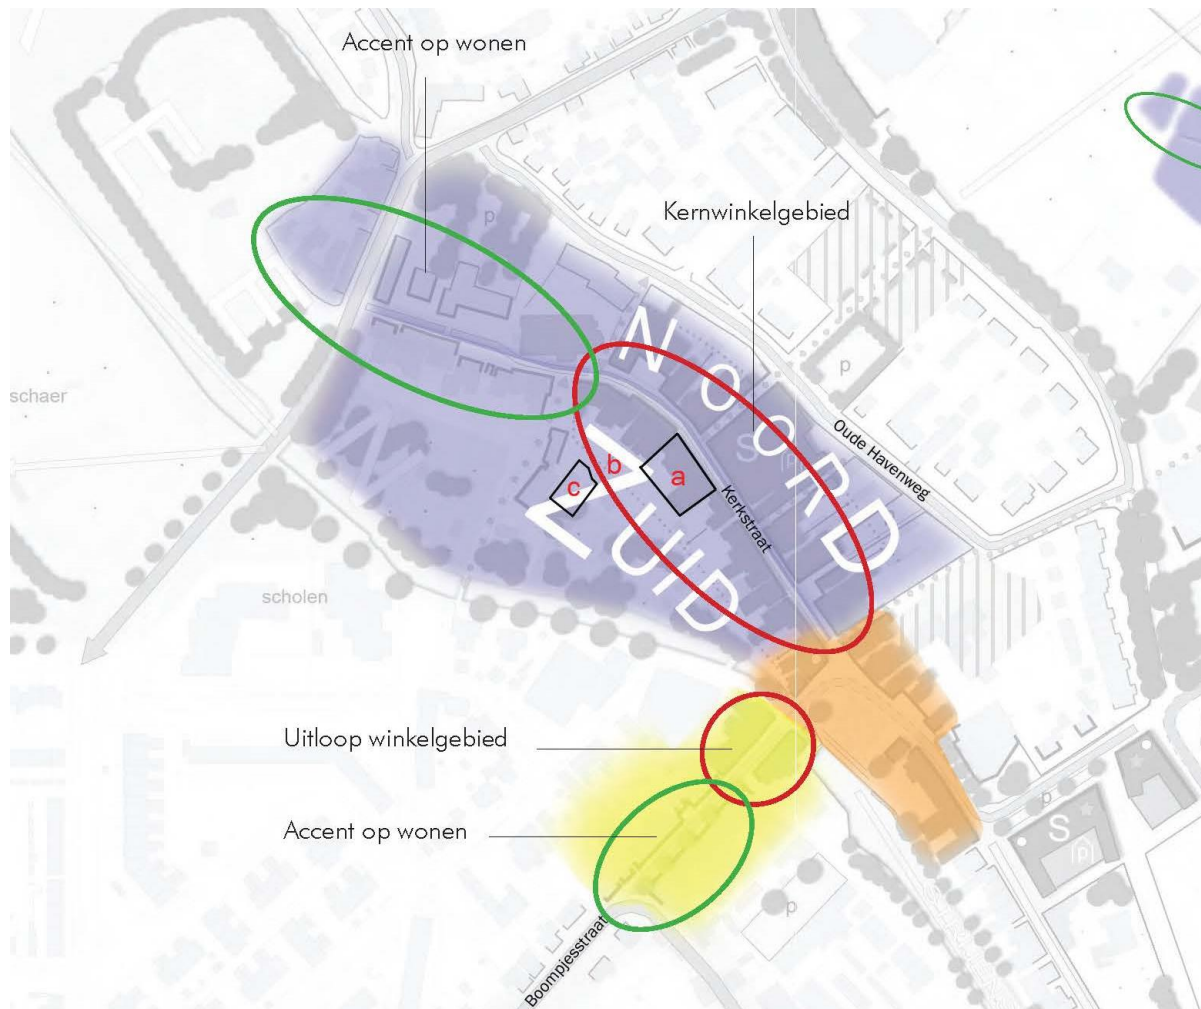 Accent op wonen
Kernwinkelgebied
p
NOORD
p
schaer
Oude Havenweg
S
(p)
b
a
c
ZUID
Kerkstraat
scholen
Uitloop winkelgebied
Accent op wonen
p
S
(p)
p
Boompjesstraat